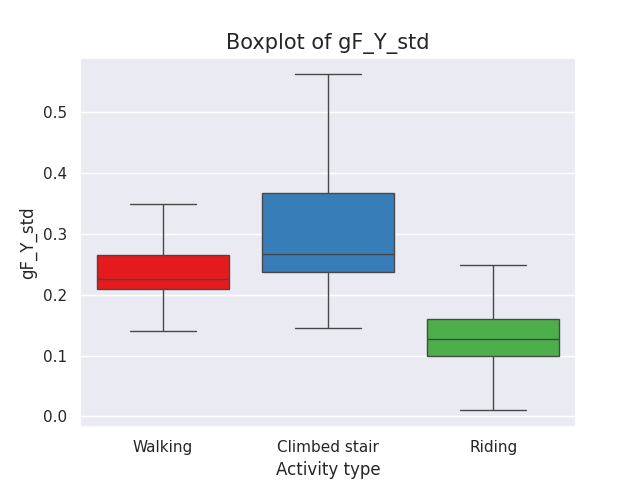 Boxplot of gF_Y_std
gF_Y_std
0.5
0.4
0.3
0.2
0.1
0.0
Walking
Climbed stair
Riding
Activity type